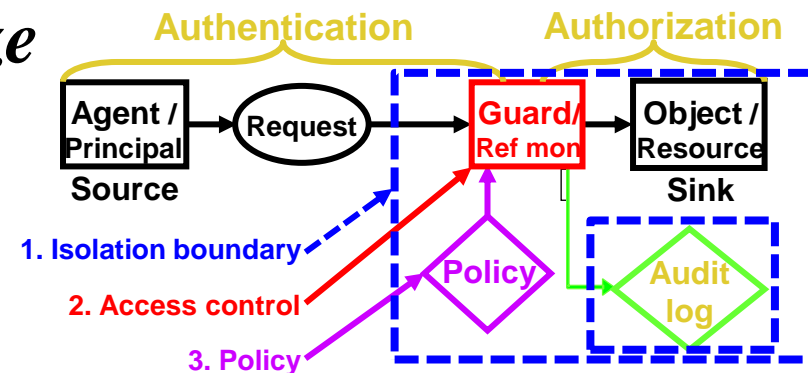 Authentication
Authorization
Agent /
Principal
Request
Guard/
Ref mon
Object /
Resource
Source
Sink
1. Isolation boundary
Policy
Audit
log
2. Access control
3. Policy